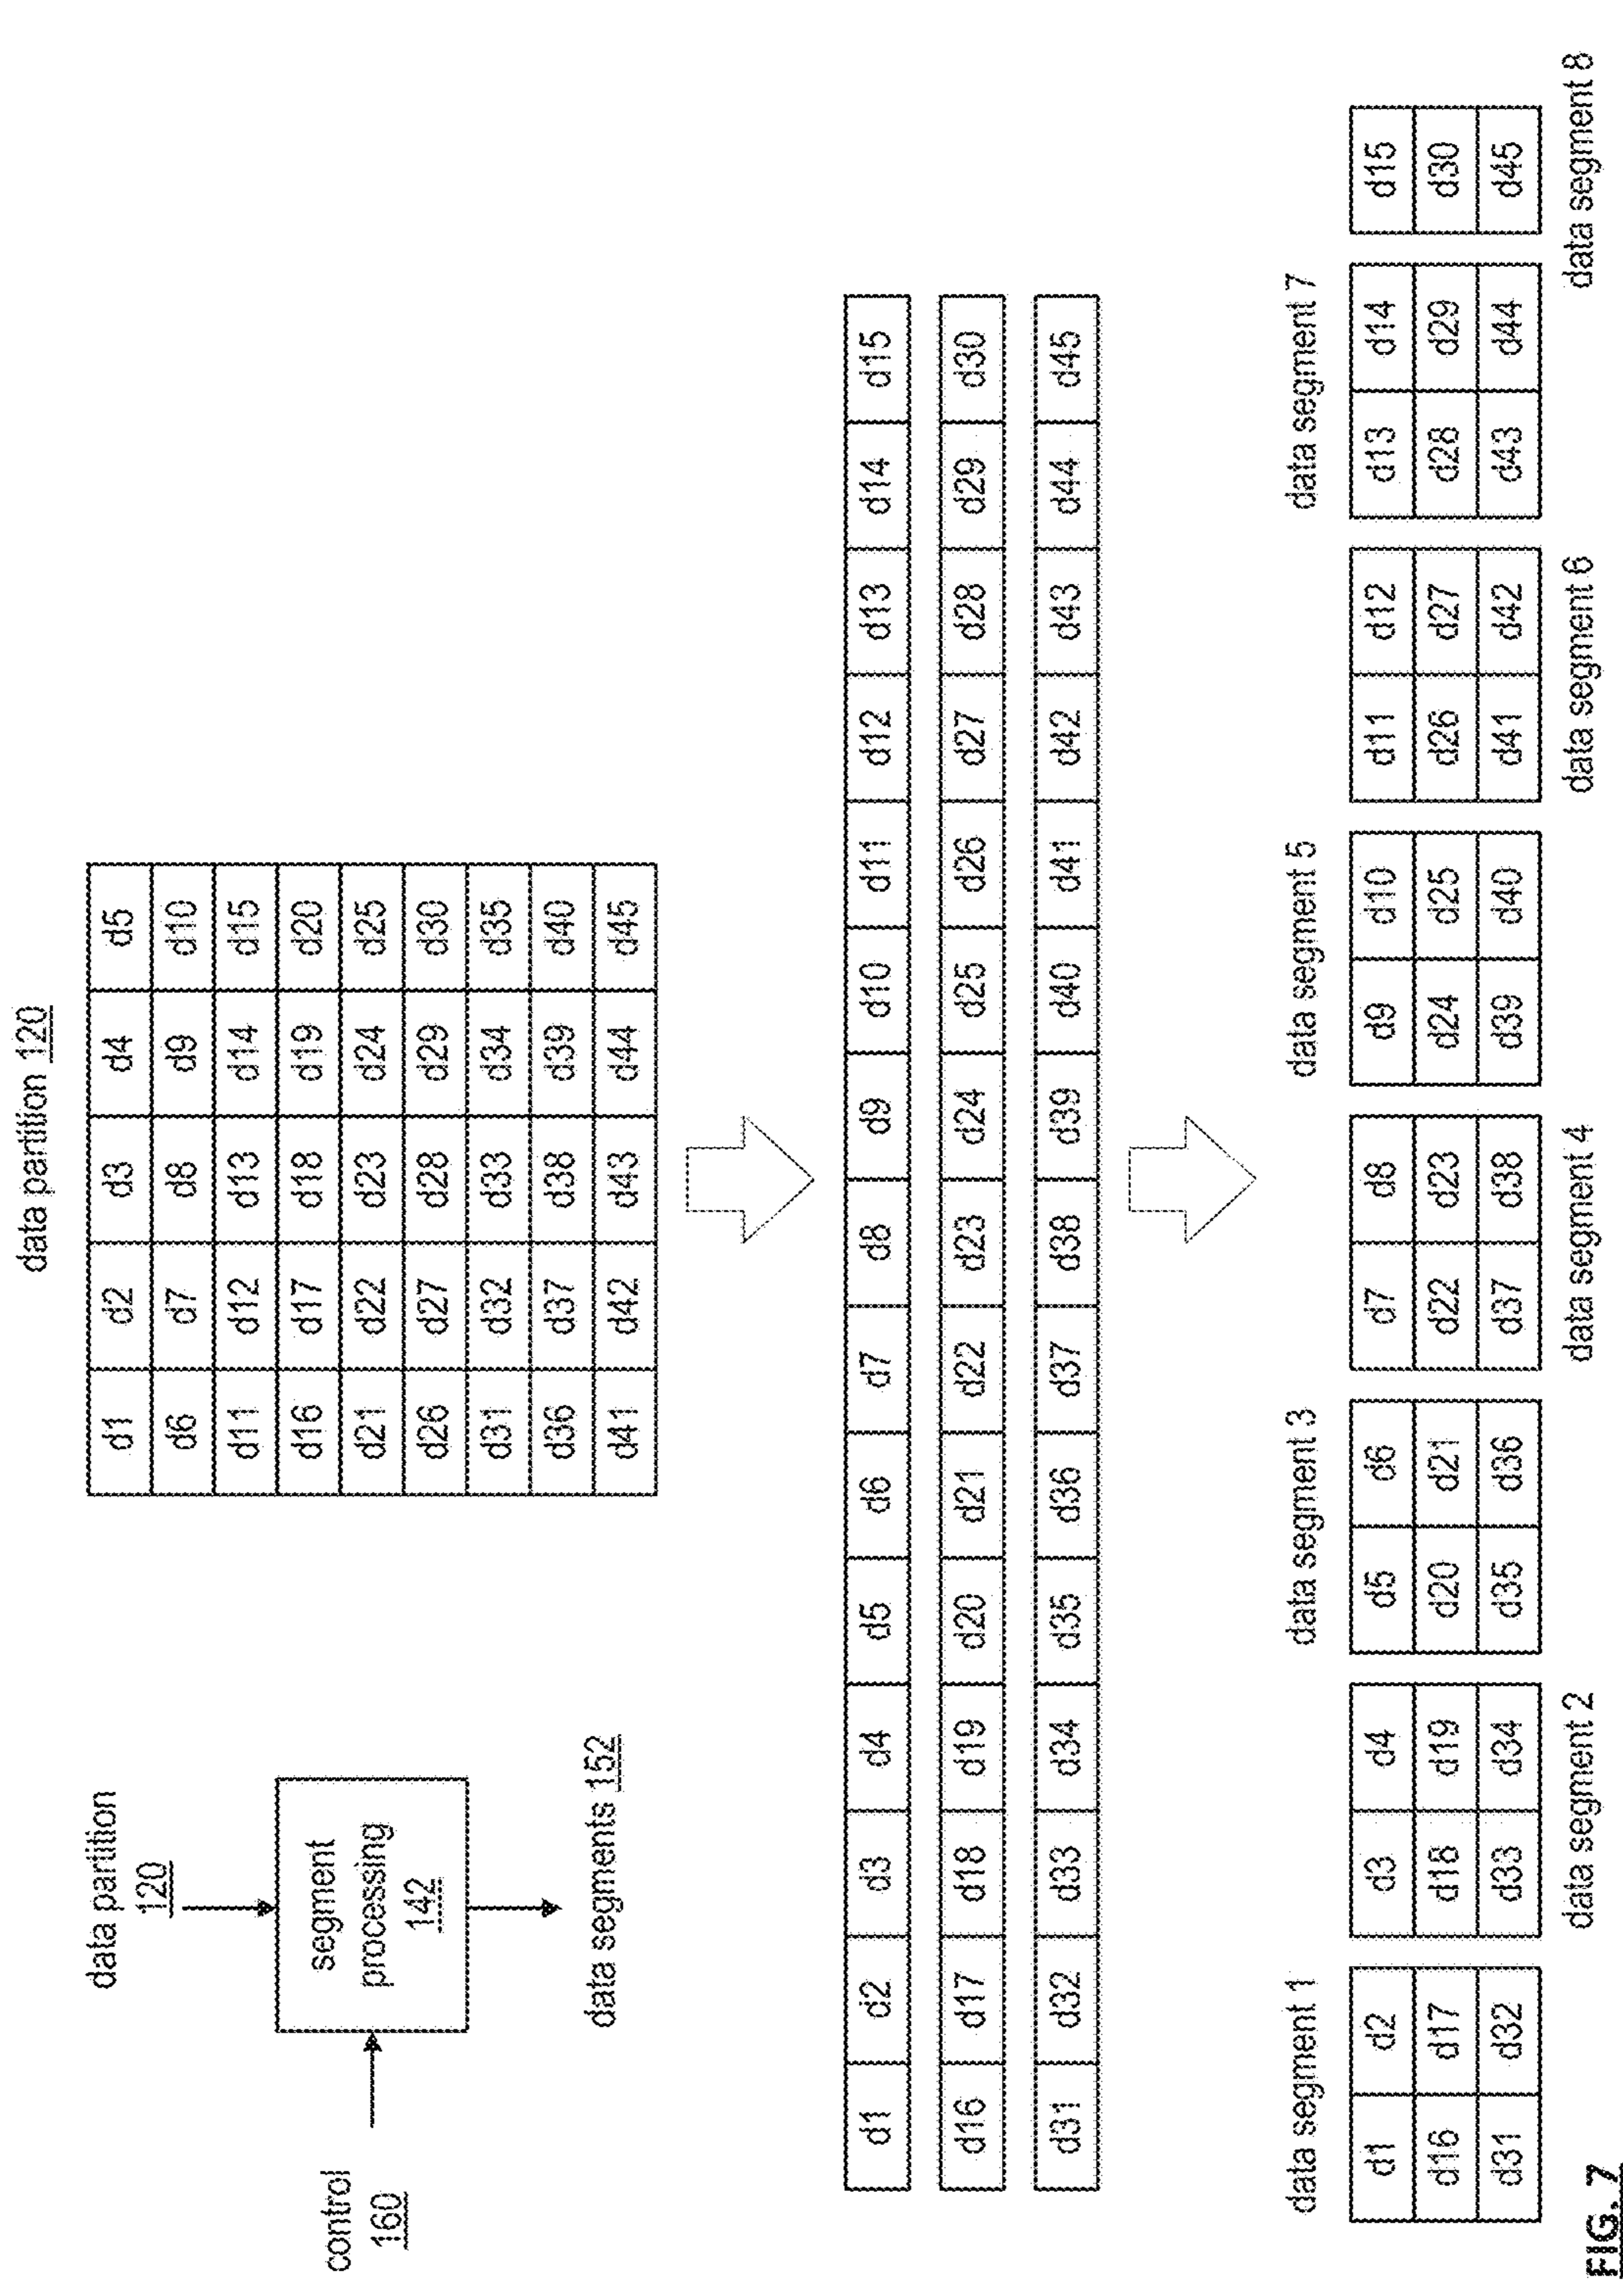 data partition 120
data partition
120
control
160
segment
processing
142
data segments 152
d1 d2 d3 d4 d5
d6 d7 d8 d9 d10
d11 d12 d13 d14 d15
d16 d17 d18 d19 d20
d21 d22 d23 d24 d25
d26 d27 d28 d29 d30
d31 d32 d33 d34 d35
d36 d37 d38 d39 d40
d41 d42 d43 d44 d45
d1 d2 d3 d4 d5 d6 d7 d8 d9 d10 d11 d12 d13 d14 d15
d16 d17 d18 d19 d20 d21 d22 d23 d24 d25 d26 d27 d28 d29 d30
d31 d32 d33 d34 d35 d36 d37 d38 d39 d40 d41 d42 d43 d44 d45
data segment 1 data segment 3 data segment 5 data segment 7
d1 d2 d3 d4 d5 d6 d7 d8 d9 d10 d11 d12 d13 d14 d15
d16 d17 d18 d19 d20 d21 d22 d23 d24 d25 d26 d27 d28 d29 d30
d31 d32 d33 d34 d35 d36 d37 d38 d39 d40 d41 d42 d43 d44 d45
data segment 2 data segment 4 data segment 6 data segment 8
FIG. 7